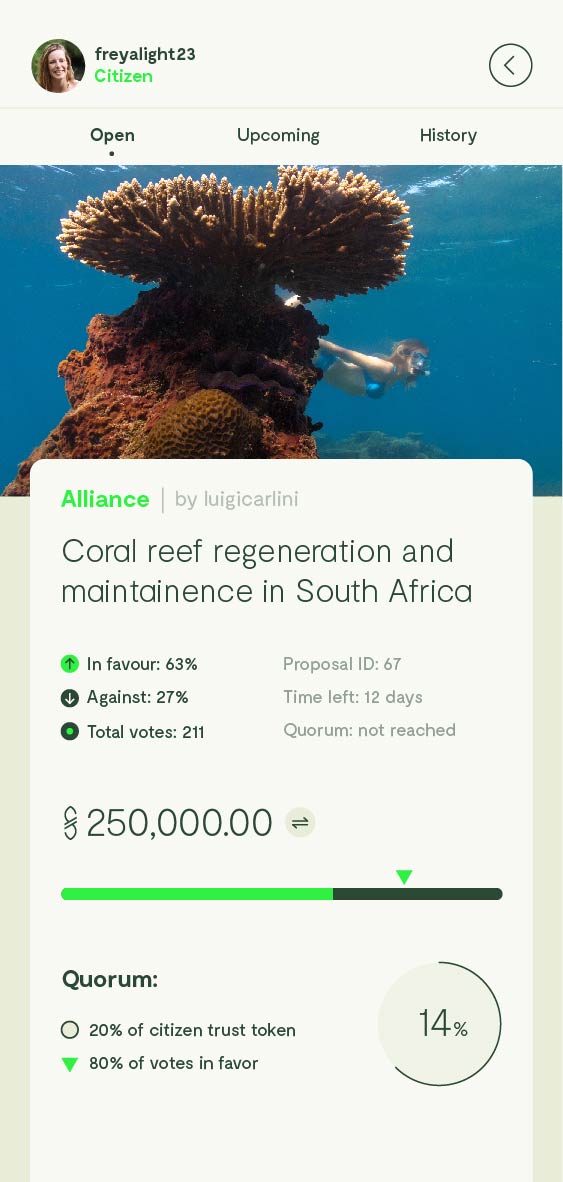 freyalight23
Citizen
Open
Upcoming
History
Alliance | by luigicarlini
Coral reef regeneration and
maintainence in South Africa
In favour: 63%
Proposal ID: 67
Against: 27%
Time left: 12 days
Total votes: 211
Quorum: not reached
250,000.00
Quorum:
20% of citizen trust token
80% of votes in favor
14%